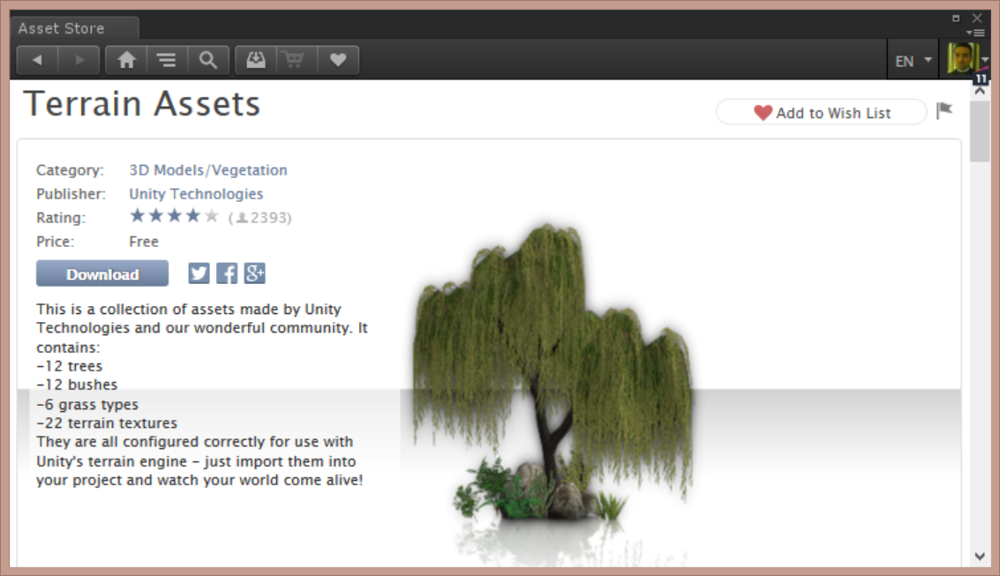 Asset Store
EN
11
Terrain Assets
Add to Wish List
Category: 3D Models/Vegetation
Publisher: Unity Technologies
Rating: (2393)
Price: Free
Download
g+
This is a collection of assets made by Unity
Technologies and our wonderful community. It
contains:
-12 trees
-12 bushes
-6 grass types
-22 terrain textures
They are all configured correctly for use with
Unity's terrain engine - just import them into
your project and watch your world come alive!